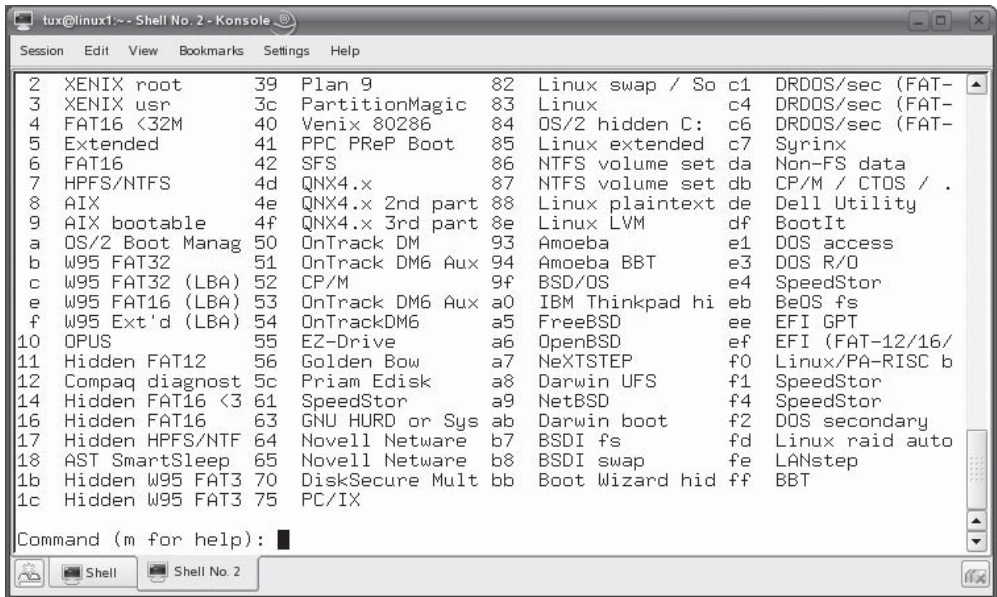 tux@linux1:~ - Shell No. 2 - Konsole
Session Edit View Bookmarks Settings Help
2 XENIX root 39 Plan 9 82 Linux swap / So c1 DRDOS/sec (FAT-
3 XENIX usr 3c PartitionMagic 83 Linux c4 DRDOS/sec (FAT-
4 FAT16 <32M 40 Venix 80286 84 OS/2 hidden C: c6 DRDOS/sec (FAT-
5 Extended 41 PPC PReP Boot 85 Linux extended c7 Syrinx
6 FAT16 42 SFS 86 NTFS volume set da Non-FS data
7 HPFS/NTFS 4d QNX4.x 87 NTFS volume set db CP/M / CTOS / .
8 AIX 4e QNX4.x 2nd part 88 Linux plaintext de Dell Utility
9 AIX bootable 4f QNX4.x 3rd part 8e Linux LVM df BootIt
a OS/2 Boot Manag 50 OnTrack DM 93 Amoeba e1 DOS access
b W95 FAT32 51 OnTrack DM6 Aux 94 Amoeba BBT e3 DOS R/O
c W95 FAT32 (LBA) 52 CP/M 9f BSD/OS e4 SpeedStor
e W95 FAT16 (LBA) 53 OnTrack DM6 Aux a0 IBM Thinkpad hi eb BeOS fs
f W95 Ext'd (LBA) 54 OnTrackDM6 a5 FreeBSD ee EFI GPT
10 OPUS 55 EZ-Drive a6 OpenBSD ef EFI (FAT-12/16/
11 Hidden FAT12 56 Golden Bow a7 NeXTSTEP f0 Linux/PA-RISC b
12 Compaq diagnost 5c Priam Edisk a8 Darwin UFS f1 SpeedStor
14 Hidden FAT16 <3 61 SpeedStor a9 NetBSD f4 SpeedStor
16 Hidden FAT16 63 GNU HURD or Sys ab Darwin boot f2 DOS secondary
17 Hidden HPFS/NTF 64 Novell Netware b7 BSDI fs fd Linux raid auto
18 AST SmartSleep 65 Novell Netware b8 BSDI swap fe LANstep
1b Hidden W95 FAT3 70 DiskSecure Mult bb Boot Wizard hid ff BBT
1c Hidden W95 FAT3 75 PC/IX
Command (m for help):
Shell Shell No. 2